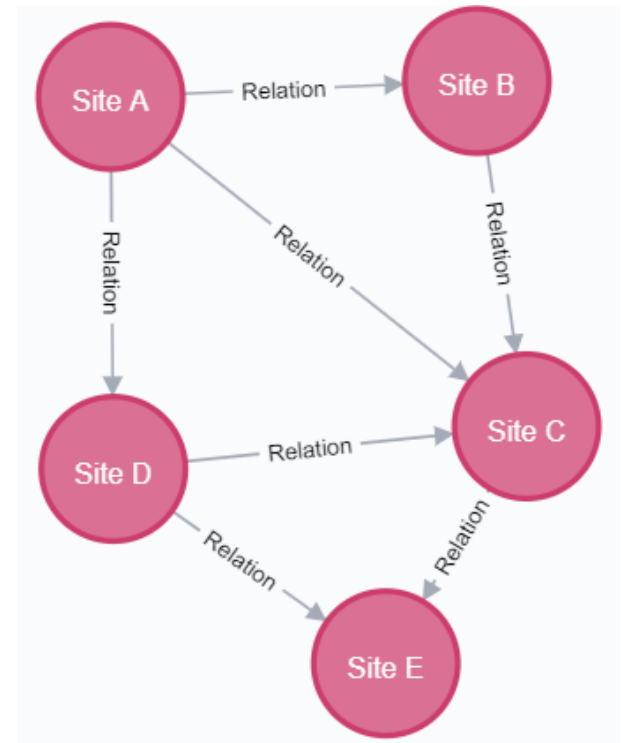 Site A
Relation
Site B
Relation
Relation
Relation
Site C
Relation
Site D
Relation
Relation
Site E